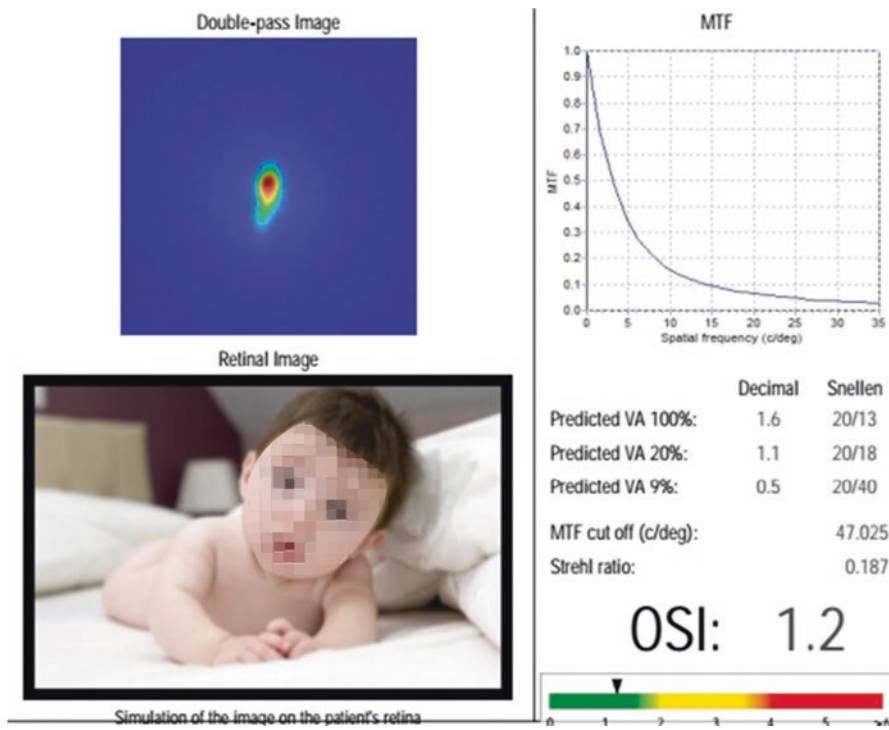 Double-pass Image
Retinal Image
Simulation of the image on the patient's retina
MTF
1.0
0.9
0.8
0.7
0.6
0.5
0.4
0.3
0.2
0.1
0.0
MTF
0 5 10 15 20 25 30 35
Spatial frequency (c/deg)
Decimal Snellen
Predicted VA 100%: 1.6 20/13
Predicted VA 20%: 1.1 20/18
Predicted VA 9%: 0.5 20/40
MTF cut off (c/deg): 47.025
Strehl ratio: 0.187
OSI: 1.2
0 1 2 3 4 5